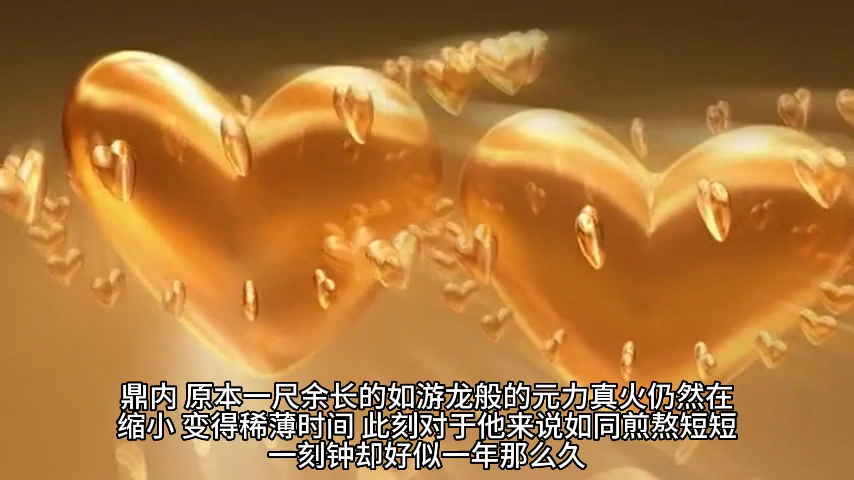 鼎内 原本一尺余长的如游龙般的元力真火仍然在
缩小 变得稀薄时间 此刻对于他来说如同煎熬短短
一刻钟却好似一年那么久